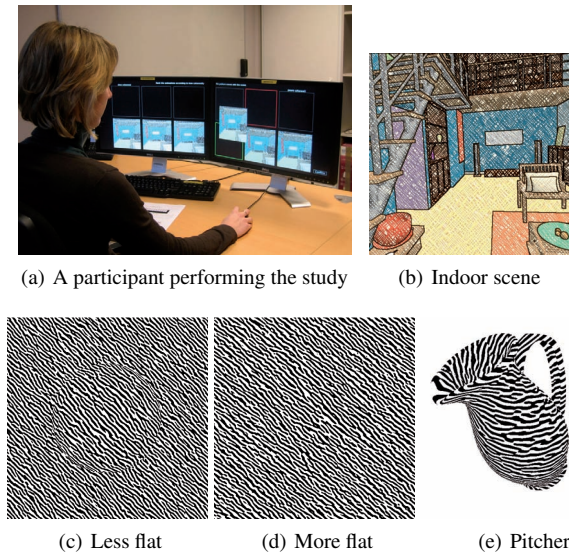 (a) A participant performing the study
(b) Indoor scene
(c) Less flat
(d) More flat
(e) Pitcher